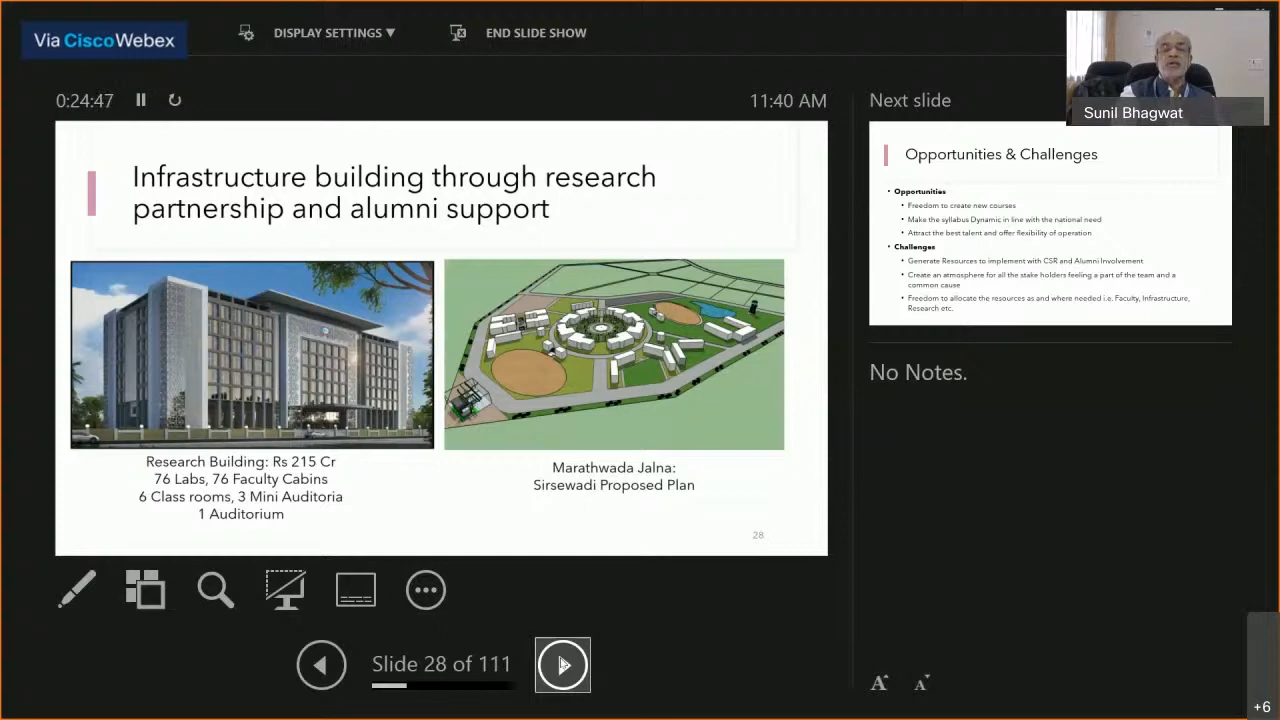 Via Cisco Webex
DISPLAY SETTINGS ▼
END SLIDE SHOW
Sunil Bhagwat
0:24:47
11:40 AM
Next slide
Infrastructure building through research
partnership and alumni support
Research Building: Rs 215 Cr
76 Labs, 76 Faculty Cabins
6 Class rooms, 3 Mini Auditoria
1 Auditorium
Marathwada Jalna:
Sirsewadi Proposed Plan
28
Opportunities & Challenges
• Opportunities
• Freedom to create new courses
• Make the syllabus Dynamic in line with the national need
• Attract the best talent and offer flexibility of operation
• Challenges
• Generate Resources to implement with CSR and Alumni Involvement
• Create an atmosphere for all the stake holders feeling a part of the team and a
common cause
• Freedom to allocate the resources as and where needed i.e. Faculty, Infrastructure,
Research etc.
No Notes.
Slide 28 of 111
A A
+6